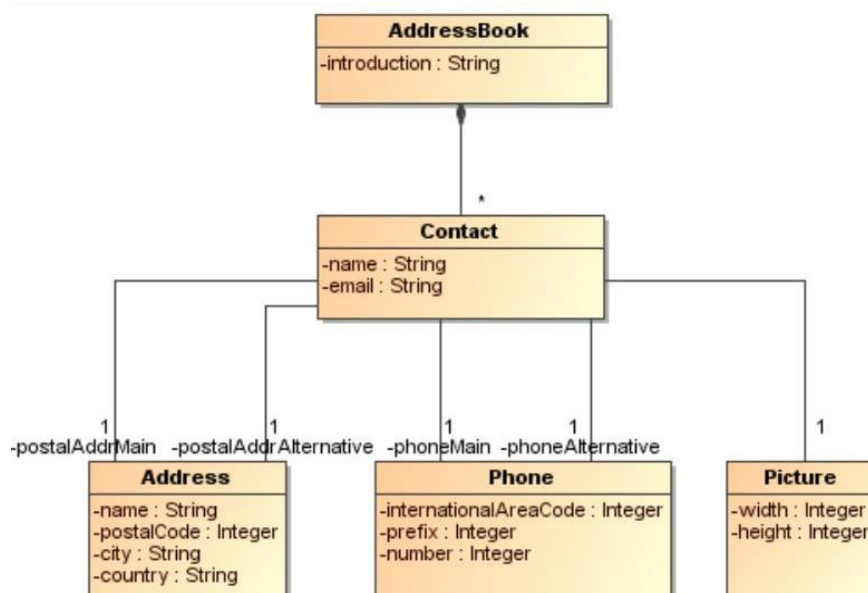 AddressBook
-introduction : String
*
Contact
-name : String
-email : String
1 1 1 1 1
-postalAddrMain -postalAddrAlternative -phoneMain -phoneAlternative
Address
-name : String
-postalCode : Integer
-city : String
-country : String
Phone
-internationalAreaCode : Integer
-prefix : Integer
-number : Integer
Picture
-width : Integer
-height : Integer